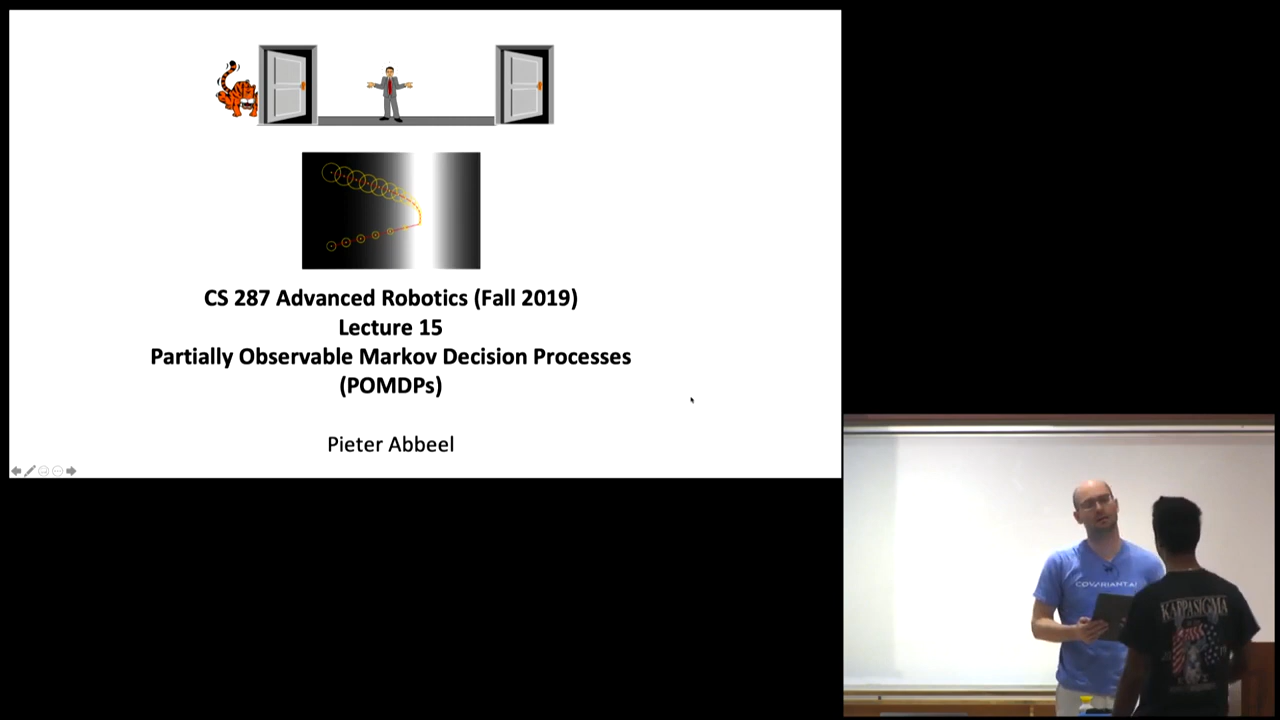 CS 287 Advanced Robotics (Fall 2019)
Lecture 15
Partially Observable Markov Decision Processes
(POMDPs)
Pieter Abbeel
COVARIANT.AI
KAPPA SIGMA